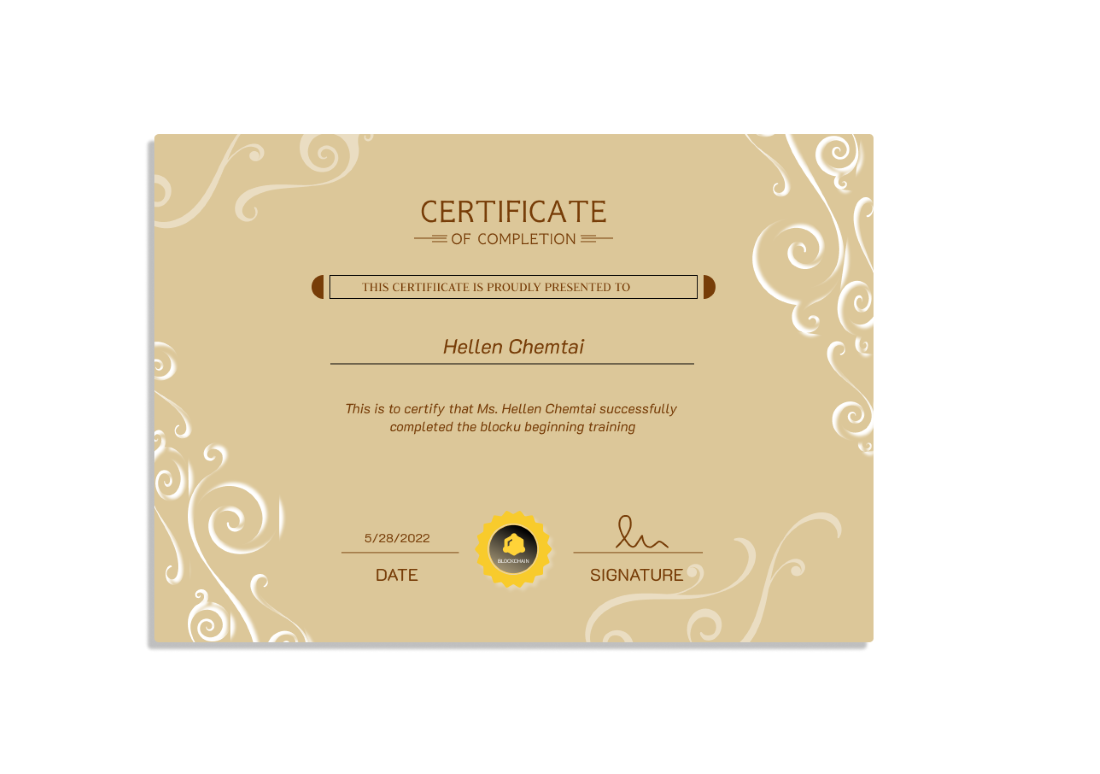 CERTIFICATE
OF COMPLETION
THIS CERTIFIICATE IS PROUDLY PRESENTED TO
Hellen Chemtai
This is to certify that Ms. Hellen Chemtai successfully
completed the blocku beginning training
5/28/2022
BLOCKCHAIN
DATE
SIGNATURE